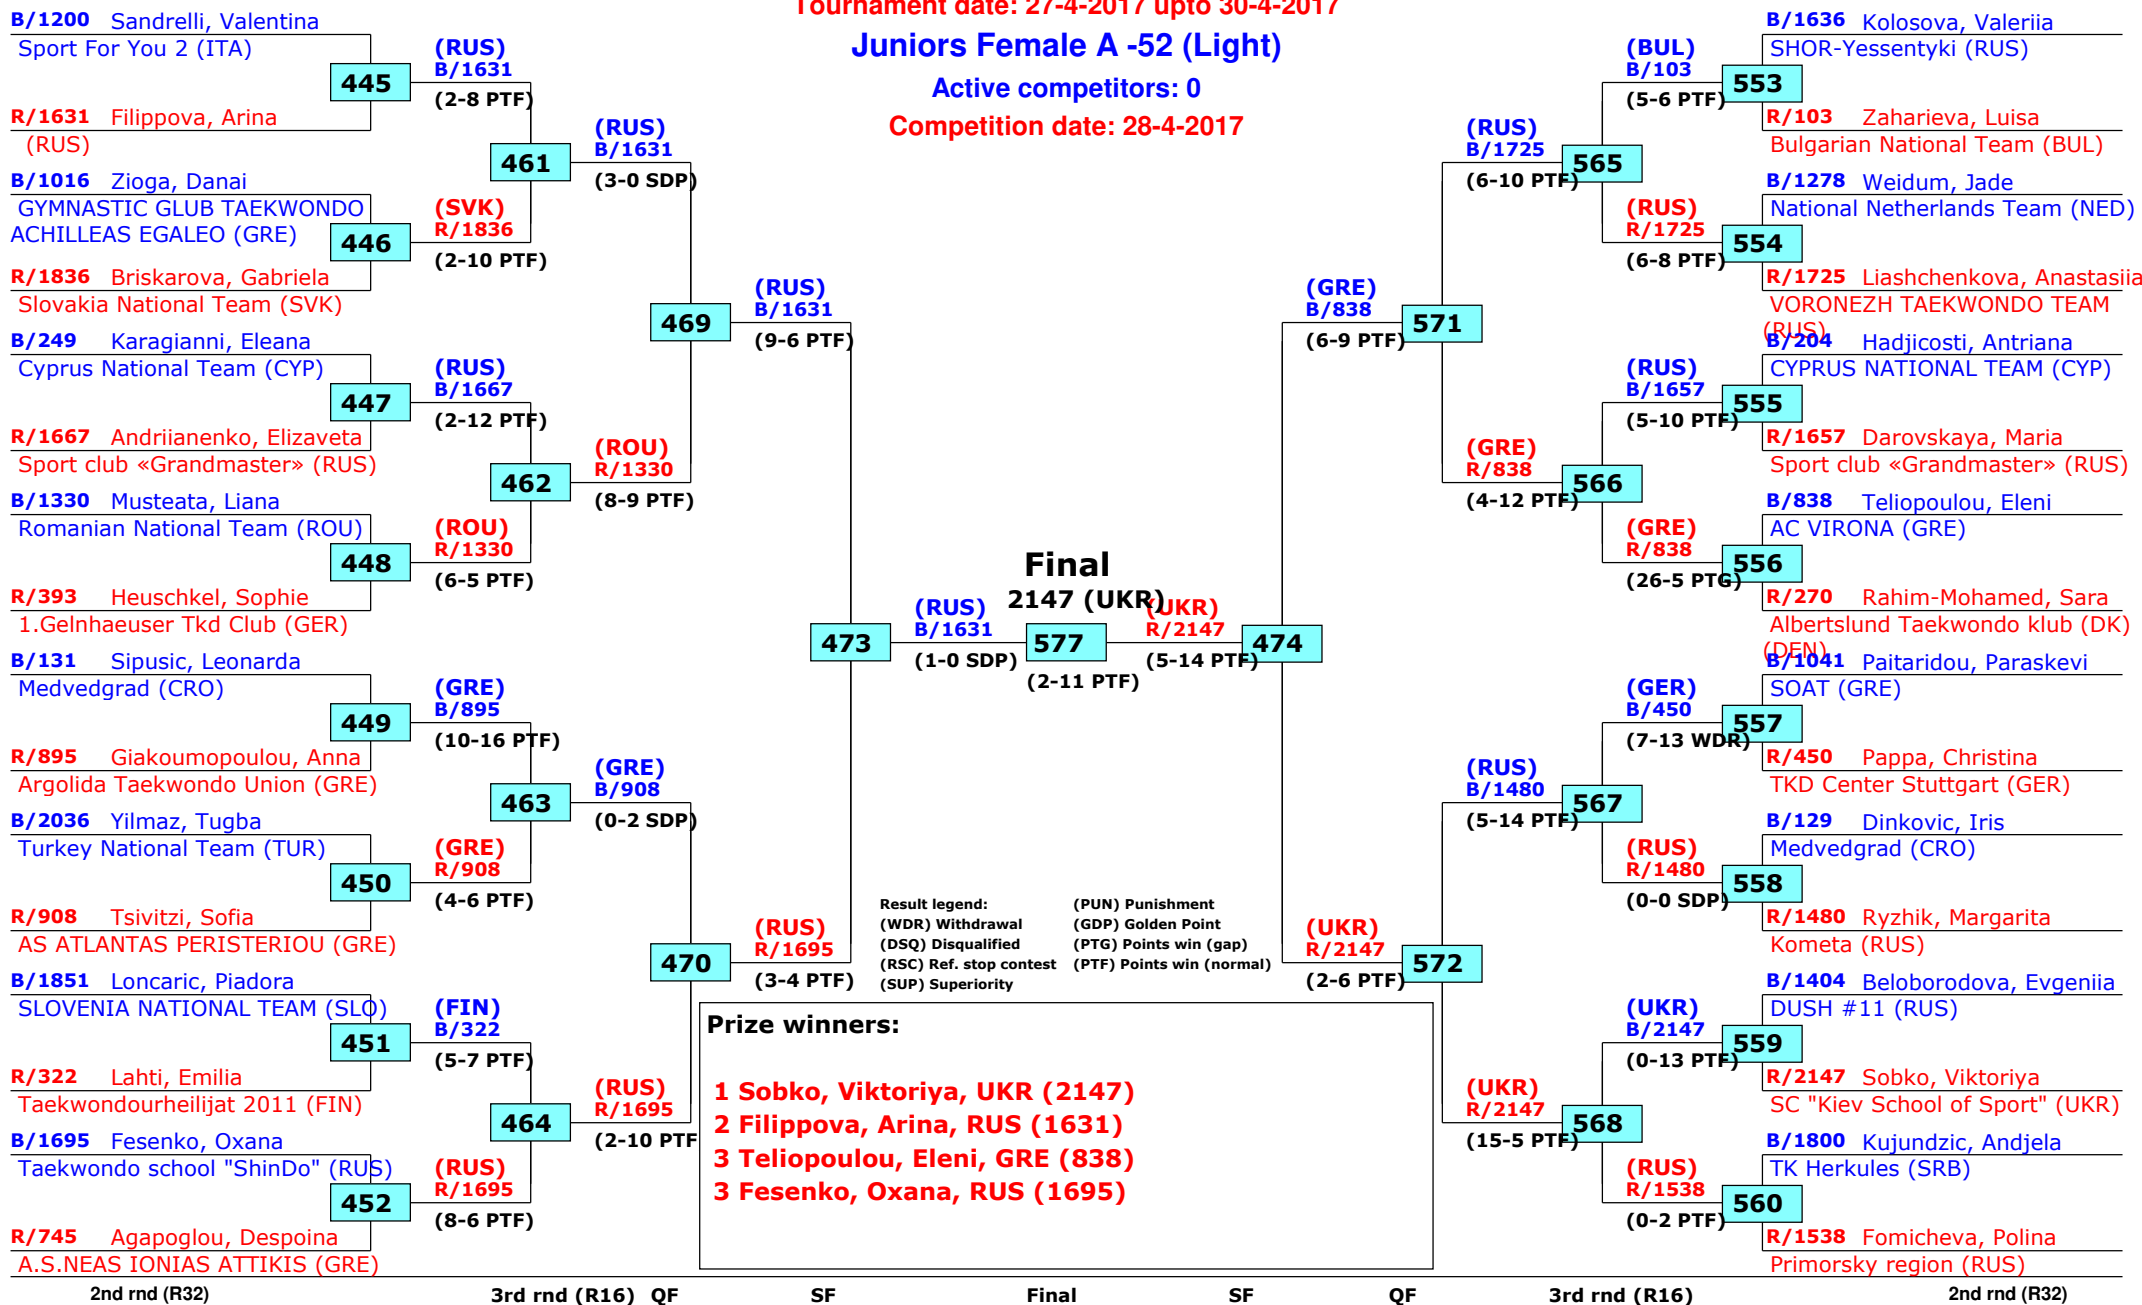 Tournament date: 27-4-2017 upto 30-4-2017
Juniors Female A -52 (Light)
Active competitors: 0
Competition date: 28-4-2017
B/1200 Sandrelli, Valentina
Sport For You 2 (ITA)
445
R/1631 Filippova, Arina
(RUS)
B/1016 Zioga, Danai
GYMNASTIC GLUB TAEKWONDO
ACHILLEAS EGALEO (GRE)
446
R/1836 Briskarova, Gabriela
Slovakia National Team (SVK)
B/249 Karagianni, Eleana
Cyprus National Team (CYP)
447
R/1667 Andriianenko, Elizaveta
Sport club «Grandmaster» (RUS)
B/1330 Musteata, Liana
Romanian National Team (ROU)
448
R/393 Heuschkel, Sophie
1.Gelnhaeuser Tkd Club (GER)
B/131 Sipusic, Leonarda
Medvedgrad (CRO)
449
R/895 Giakoumopoulou, Anna
Argolida Taekwondo Union (GRE)
B/2036 Yilmaz, Tugba
Turkey National Team (TUR)
450
R/908 Tsivitzi, Sofia
AS ATLANTAS PERISTERIOU (GRE)
B/1851 Loncaric, Piadora
SLOVENIA NATIONAL TEAM (SLO)
451
R/322 Lahti, Emilia
Taekwondourheilijat 2011 (FIN)
B/1695 Fesenko, Oxana
Taekwondo school "ShinDo" (RUS)
452
R/745 Agapoglou, Despoina
A.S.NEAS IONIAS ATTIKIS (GRE)
(RUS)
B/1631
(2-8 PTF)
461
(SVK)
R/1836
(2-10 PTF)
(RUS)
B/1667
(2-12 PTF)
462
(ROU)
R/1330
(6-5 PTF)
(GRE)
B/895
(10-16 PTF)
463
(GRE)
R/908
(4-6 PTF)
(FIN)
B/322
(5-7 PTF)
464
(RUS)
R/1695
(8-6 PTF)
(RUS)
B/1631
(3-0 SDP)
469
(ROU)
R/1330
(8-9 PTF)
(GRE)
B/908
(0-2 SDP)
470
(RUS)
R/1695
(2-10 PTF
(RUS)
B/1631
(9-6 PTF)
473
(RUS)
R/1695
(3-4 PTF)
Final
2147 (UKR)
(RUS)
B/1631
(1-0 SDP)
577
(2-11 PTF)
(UKR)
R/2147
(5-14 PTF)
474
(GRE)
B/838
(6-9 PTF)
(UKR)
R/2147
(2-6 PTF)
(RUS)
B/1725
(6-10 PTF)
571
(GRE)
R/838
(4-12 PTF)
(RUS)
B/1480
(5-14 PTF)
572
(UKR)
R/2147
(15-5 PTF)
(BUL)
B/103
(5-6 PTF)
565
(RUS)
R/1725
(6-8 PTF)
(RUS)
B/1657
(5-10 PTF)
566
(GRE)
R/838
(26-5 PTG)
(GER)
B/450
(7-13 WDR)
567
(RUS)
R/1480
(0-0 SDP)
(UKR)
B/2147
(0-13 PTF)
568
(RUS)
R/1538
(0-2 PTF)
B/1636 Kolosova, Valeriia
SHOR-Yessentyki (RUS)
553
R/103 Zaharieva, Luisa
Bulgarian National Team (BUL)
B/1278 Weidum, Jade
National Netherlands Team (NED)
554
R/1725 Liashchenkova, Anastasiia
VORONEZH TAEKWONDO TEAM
(RUS)
B/204 Hadjicosti, Antriana
CYPRUS NATIONAL TEAM (CYP)
555
R/1657 Darovskaya, Maria
Sport club «Grandmaster» (RUS)
B/838 Teliopoulou, Eleni
AC VIRONA (GRE)
556
R/270 Rahim-Mohamed, Sara
Albertslund Taekwondo klub (DK)
(DEN)
B/1041 Paitaridou, Paraskevi
SOAT (GRE)
557
R/450 Pappa, Christina
TKD Center Stuttgart (GER)
B/129 Dinkovic, Iris
Medvedgrad (CRO)
558
R/1480 Ryzhik, Margarita
Kometa (RUS)
B/1404 Beloborodova, Evgeniia
DUSH #11 (RUS)
559
R/2147 Sobko, Viktoriya
SC "Kiev School of Sport" (UKR)
B/1800 Kujundzic, Andjela
TK Herkules (SRB)
560
R/1538 Fomicheva, Polina
Primorsky region (RUS)
Result legend: (PUN) Punishment
(WDR) Withdrawal (GDP) Golden Point
(DSQ) Disqualified (PTG) Points win (gap)
(RSC) Ref. stop contest (PTF) Points win (normal)
(SUP) Superiority
Prize winners:
1 Sobko, Viktoriya, UKR (2147)
2 Filippova, Arina, RUS (1631)
3 Teliopoulou, Eleni, GRE (838)
3 Fesenko, Oxana, RUS (1695)
2nd rnd (R32) 3rd rnd (R16) QF SF Final SF QF 3rd rnd (R16) 2nd rnd (R32)